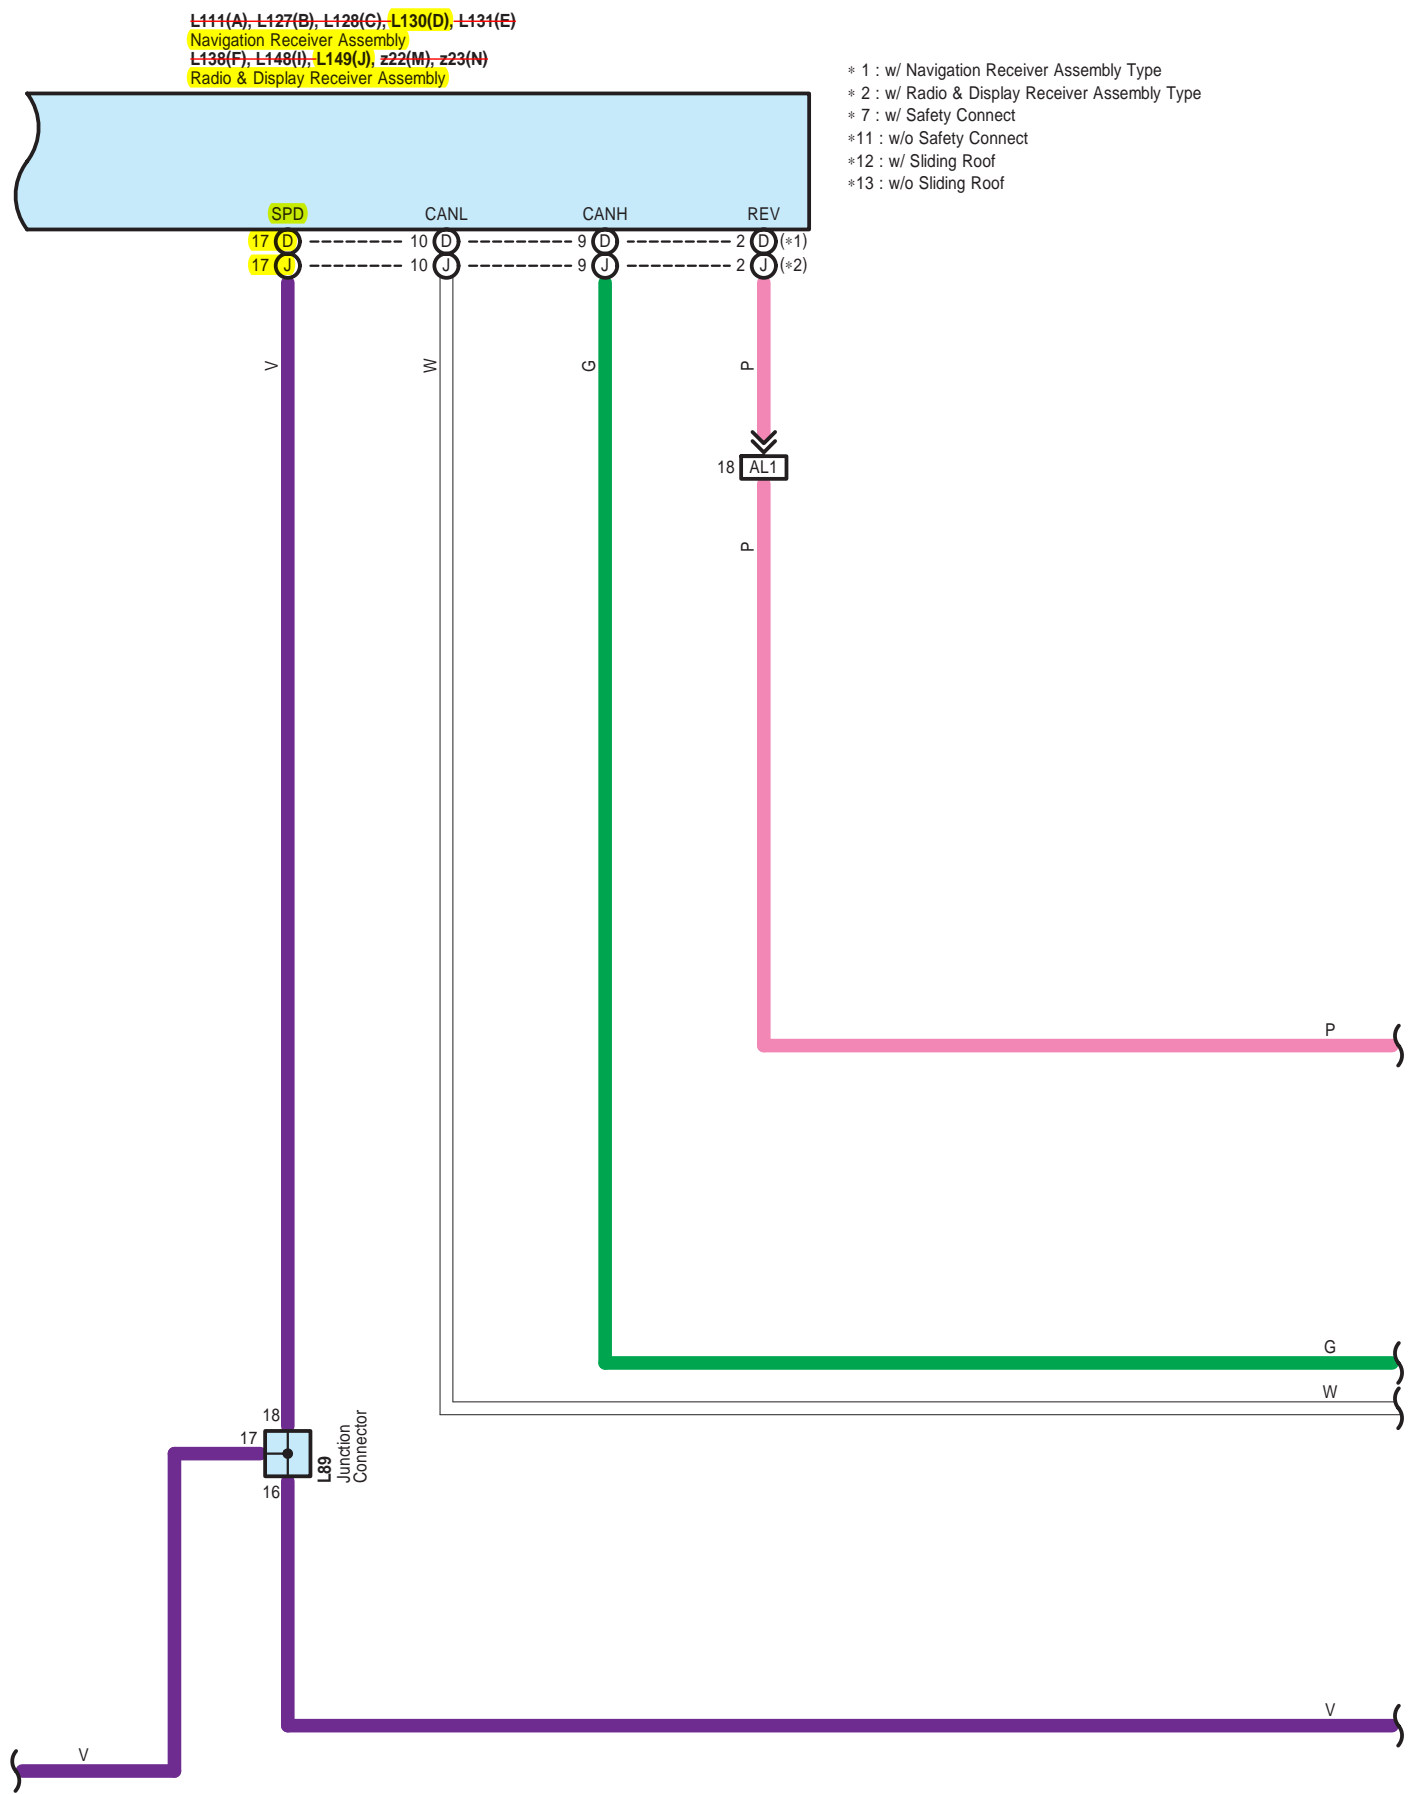 L111(A), L127(B), L128(C), L130(D), L131(E)
Navigation Receiver Assembly
L138(F), L148(I), L149(J), z22(M), z23(N)
Radio & Display Receiver Assembly
* 1 : w/ Navigation Receiver Assembly Type
* 2 : w/ Radio & Display Receiver Assembly Type
* 7 : w/ Safety Connect
*11 : w/o Safety Connect
*12 : w/ Sliding Roof
*13 : w/o Sliding Roof
SPD CANL CANH REV
17 D 10 D 9 D 2 D (*1)
17 J 10 J 9 J 2 J (*2)
V W G P
18 AL1
P
P
G
W
18
17
16
L89
Junction
Connector
V
V